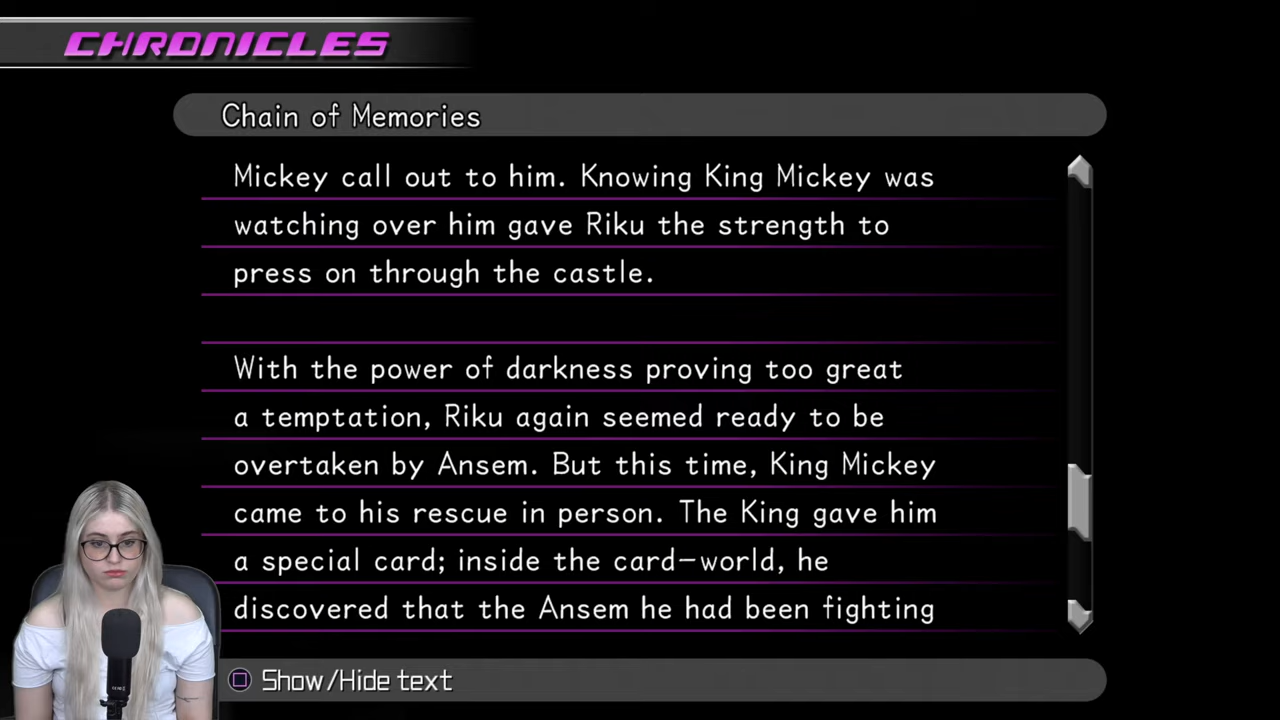 CHRONICLES
Chain of Memories
Mickey call out to him. Knowing King Mickey was
watching over him gave Riku the strength to
press on through the castle.
With the power of darkness proving too great
a temptation, Riku again seemed ready to be
overtaken by Ansem. But this time, King Mickey
came to his rescue in person. The King gave him
a special card; inside the card-world, he
discovered that the Ansem he had been fighting
Show/Hide text